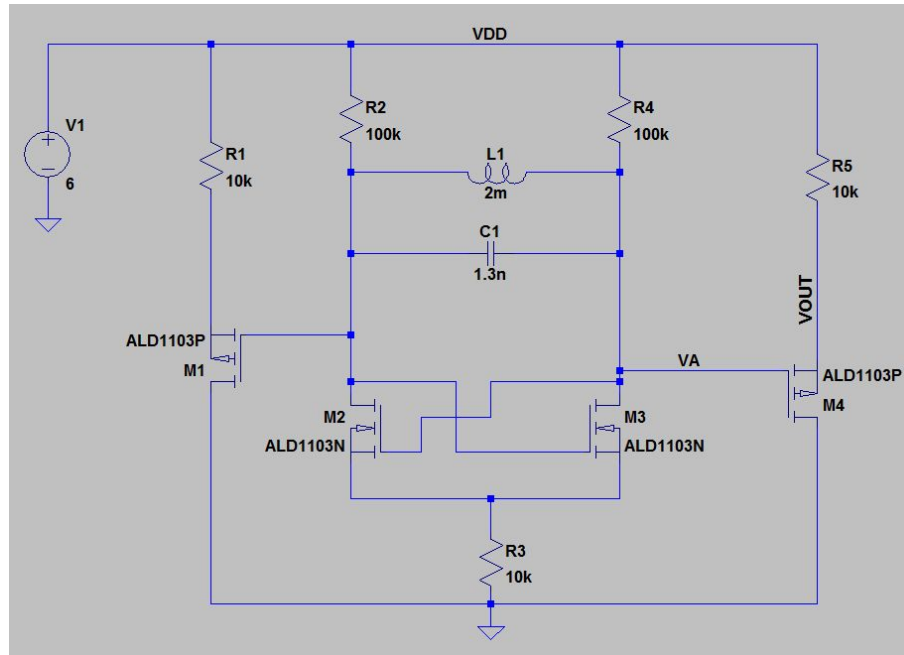 VDD
V1
6
R1
10k
R2
100k
R4
100k
L1
2m
C1
1.3n
R5
10k
VOUT
ALD1103P
M1
VA
ALD1103P
M4
M2
ALD1103N
M3
ALD1103N
R3
10k